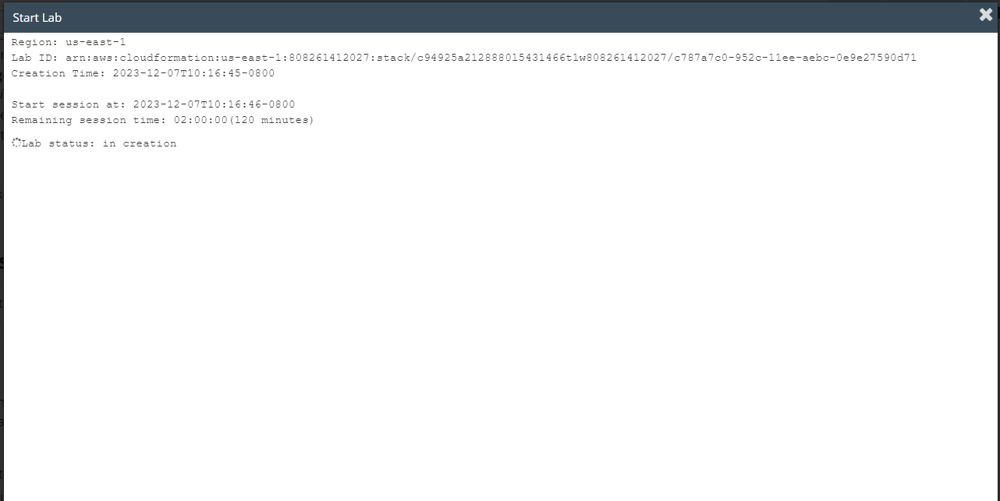 Start Lab
Region: us-east-1
Lab ID: arn:aws:cloudformation:us-east-1:808261412027:stack/c94925a2128880l5431466t1w808261412027/c787a7c0-952c-11ee-aebc-0e9e27590d71
Creation Time: 2023-12-07T10:16:45-0800
Start session at: 2023-12-07T10:16:46-0800
Remaining session time: 02:00:00(120 minutes)
Lab status: in creation